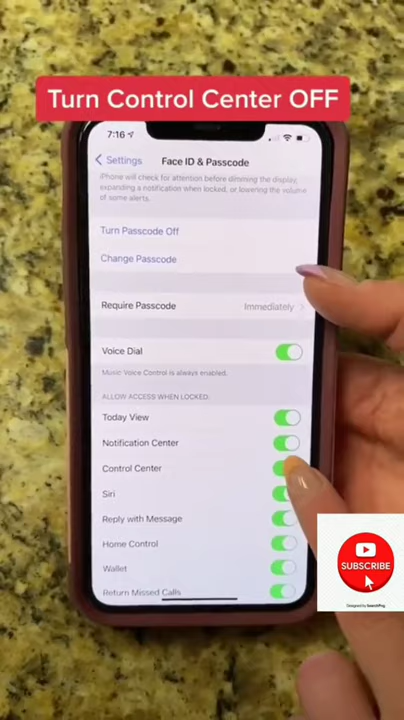 Turn Control Center OFF
7:16
Settings
Face ID & Passcode
iPhone will check for attention before dimming the display,
expanding a notification when locked, or lowering the volume
of some alerts.
Turn Passcode Off
Change Passcode
Require Passcode
Immediately
Voice Dial
Music Voice Control is always enabled.
ALLOW ACCESS WHEN LOCKED:
Today View
Notification Center
Control Center
Siri
Reply with Message
Home Control
Wallet
Return Missed Calls
SUBSCRIBE
Designed by SearchPng